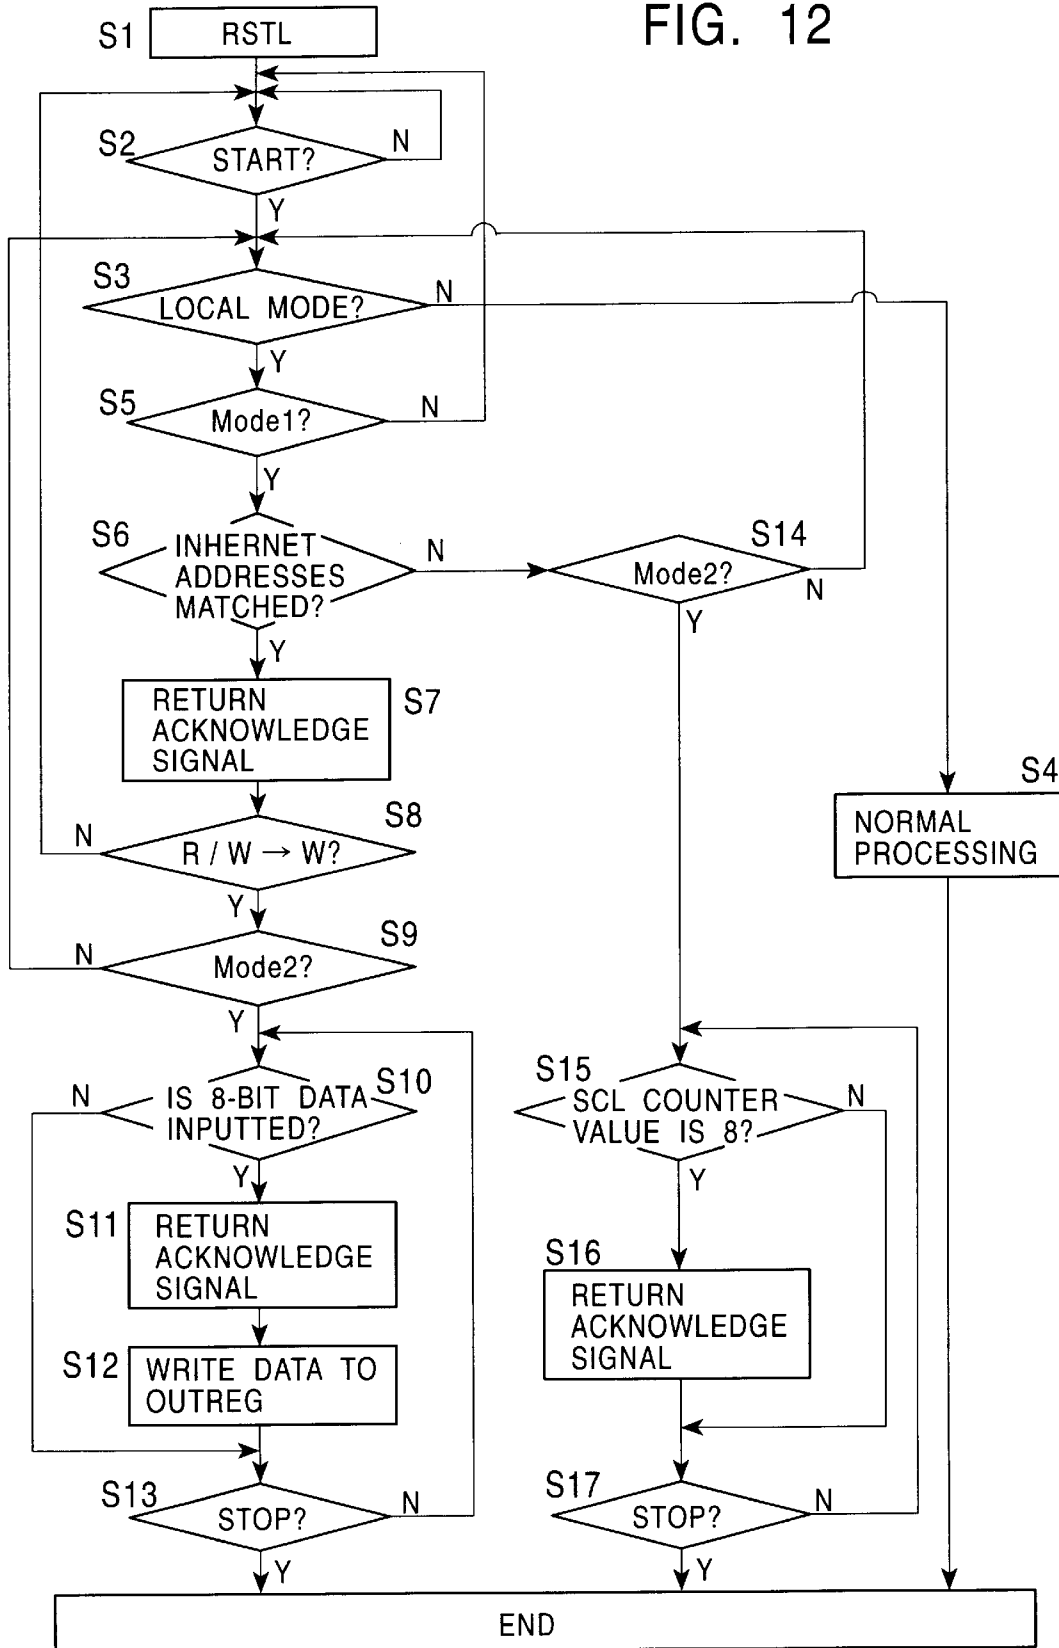 FIG. 12
S1
RSTL
S2
START?
N
Y
S3
LOCAL MODE?
N
Y
S5
Mode1?
N
Y
S6
INHERNET
ADDRESSES
MATCHED?
N
Y
S14
Mode2?
N
Y
RETURN
ACKNOWLEDGE
SIGNAL
S7
S4
NORMAL
PROCESSING
S8
R / W → W?
N
Y
S9
Mode2?
N
Y
S10
IS 8-BIT DATA
INPUTTED?
N
Y
S15
SCL COUNTER
VALUE IS 8?
N
Y
S11
RETURN
ACKNOWLEDGE
SIGNAL
S16
RETURN
ACKNOWLEDGE
SIGNAL
S12
WRITE DATA TO
OUTREG
S13
STOP?
N
Y
S17
STOP?
N
Y
END